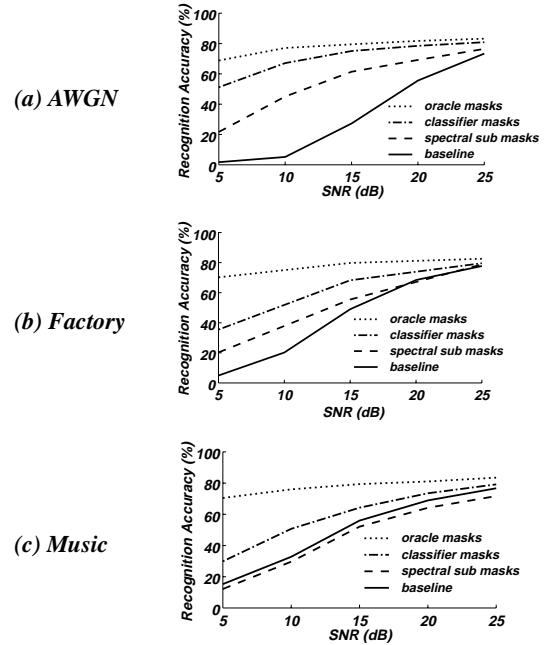 (a) AWGN
Recognition Accuracy (%)
100
80
60
40
20
0
oracle masks
classifier masks
spectral sub masks
baseline
5 10 15 20 25
SNR (dB)
(b) Factory
Recognition Accuracy (%)
100
80
60
40
20
0
oracle masks
classifier masks
spectral sub masks
baseline
5 10 15 20 25
SNR (dB)
(c) Music
Recognition Accuracy (%)
100
80
60
40
20
0
oracle masks
classifier masks
spectral sub masks
baseline
5 10 15 20 25
SNR (dB)